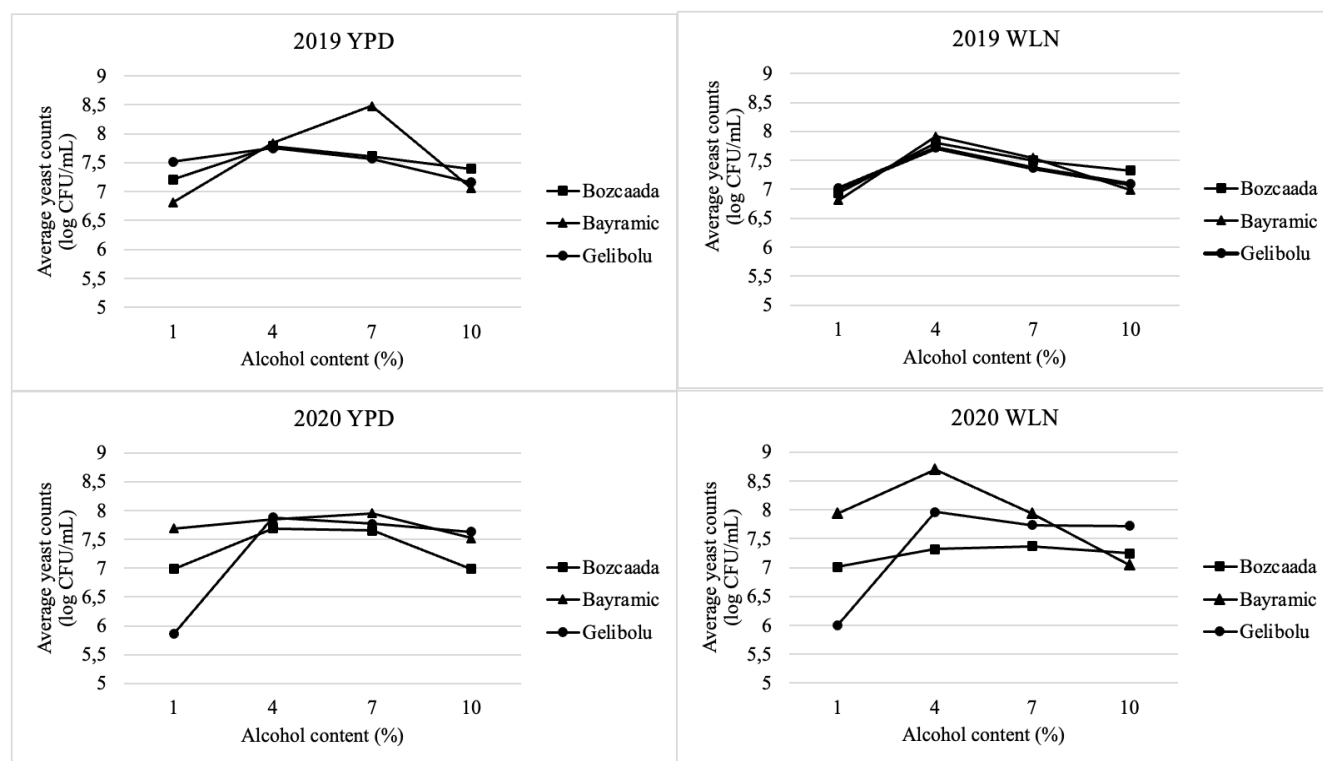 2019 YPD
Average yeast counts
(log CFU/mL)
9
8,5
8
7,5
7
6,5
6
5,5
5
1 4 7 10
Alcohol content (%)
Bozcaada
Bayramic
Gelibolu
2019 WLN
Average yeast counts
(log CFU/mL)
9
8,5
8
7,5
7
6,5
6
5,5
5
1 4 7 10
Alcohol content (%)
Bozcaada
Bayramic
Gelibolu
2020 YPD
Average yeast counts
(log CFU/mL)
9
8,5
8
7,5
7
6,5
6
5,5
5
1 4 7 10
Alcohol content (%)
Bozcaada
Bayramic
Gelibolu
2020 WLN
Average yeast counts
(log CFU/mL)
9
8,5
8
7,5
7
6,5
6
5,5
5
1 4 7 10
Alcohol content (%)
Bozcaada
Bayramic
Gelibolu